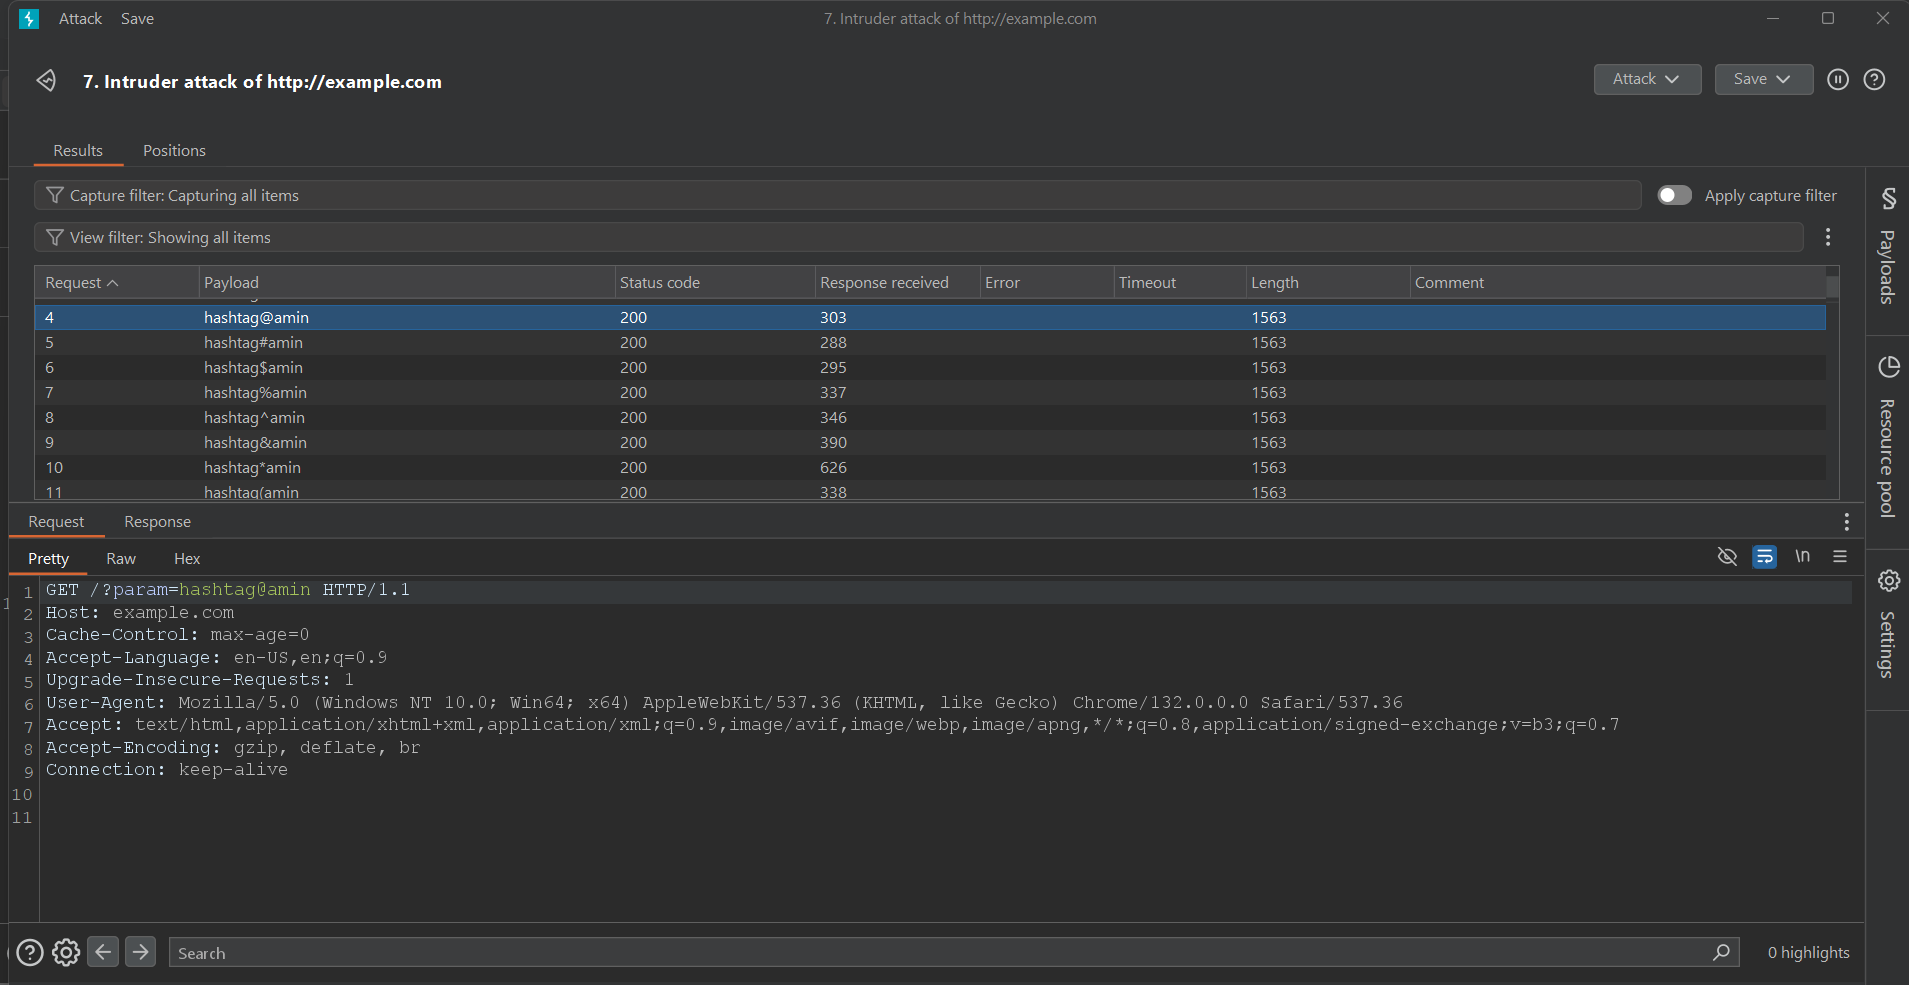 Attack Save 7. Intruder attack of http://example.com
7. Intruder attack of http://example.com Attack Save
Results Positions
Capture filter: Capturing all items Apply capture filter
View filter: Showing all items
Request Payload Status code Response received Error Timeout Length Comment
4 hashtag@amin 200 303 1563
5 hashtag#amin 200 288 1563
6 hashtag$amin 200 295 1563
7 hashtag%amin 200 337 1563
8 hashtag^amin 200 346 1563
9 hashtag&amin 200 390 1563
10 hashtag*amin 200 626 1563
11 hashtag(amin 200 338 1563
Request Response
Pretty Raw Hex \n
1 GET /?param=hashtag@amin HTTP/1.1
2 Host: example.com
3 Cache-Control: max-age=0
4 Accept-Language: en-US,en;q=0.9
5 Upgrade-Insecure-Requests: 1
6 User-Agent: Mozilla/5.0 (Windows NT 10.0; Win64; x64) AppleWebKit/537.36 (KHTML, like Gecko) Chrome/132.0.0.0 Safari/537.36
7 Accept: text/html,application/xhtml+xml,application/xml;q=0.9,image/avif,image/webp,image/apng,*/*;q=0.8,application/signed-exchange;v=b3;q=0.7
8 Accept-Encoding: gzip, deflate, br
9 Connection: keep-alive
10
11
Search 0 highlights
Payloads
Resource pool
Settings